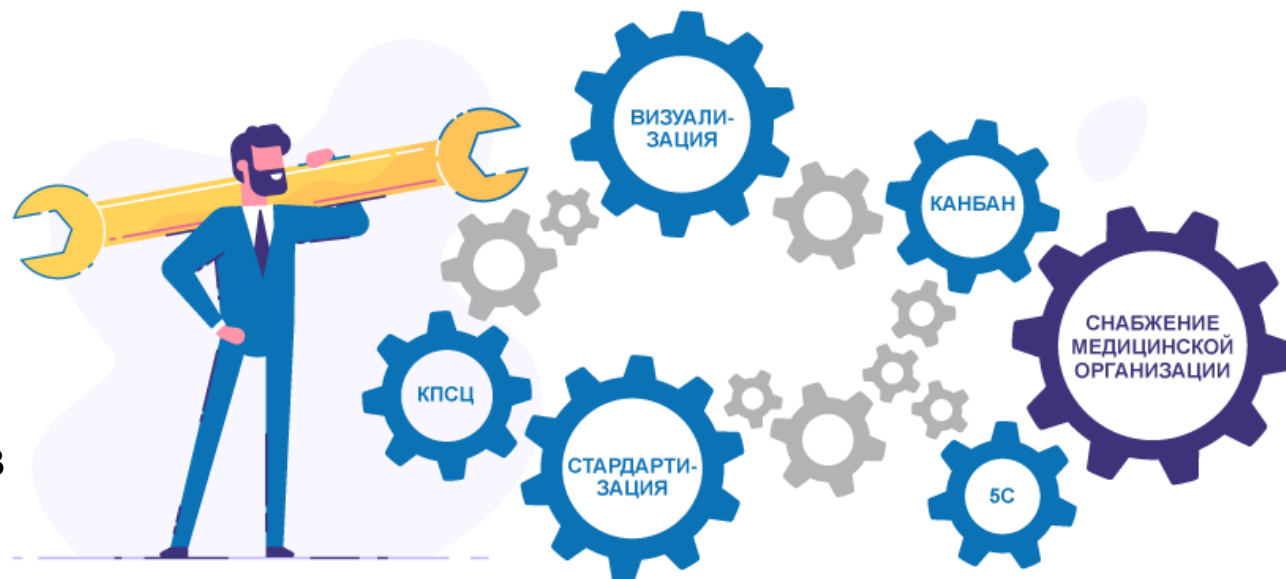 ВИЗУАЛИ-
ЗАЦИЯ
КАНБАН
СНАБЖЕНИЕ
МЕДИЦИНСКОЙ
ОРГАНИЗАЦИИ
КПСЦ
СТАРДАРТИ-
ЗАЦИЯ
5С